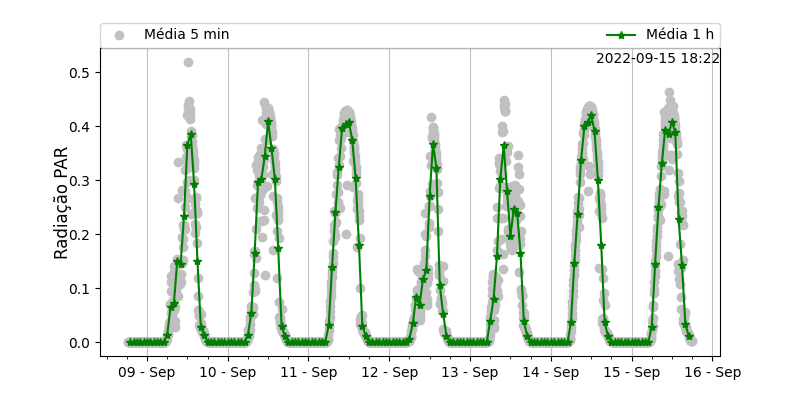 Média 5 min
Média 1 h
2022-09-15 18:22
Radiação PAR
0.5
0.4
0.3
0.2
0.1
0.0
09 - Sep
10 - Sep
11 - Sep
12 - Sep
13 - Sep
14 - Sep
15 - Sep
16 - Sep